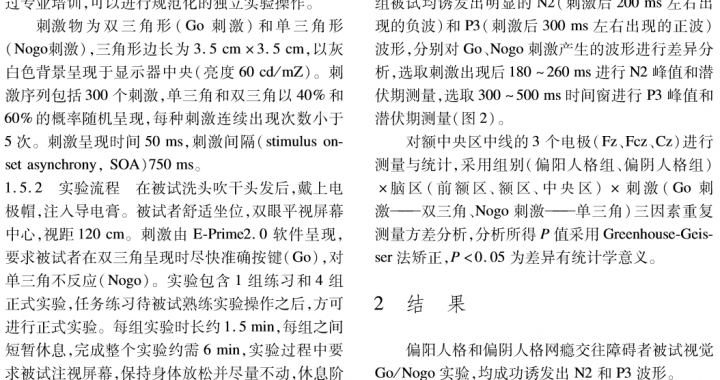 过专业培训,可以进行规范化的独立实验操作。
刺激物为双三角形(Go 刺激)和单三角形
(Nogo刺激),三角形边长为 3.5 cm×3.5 cm,以灰
白色背景呈现于显示器中央(亮度 60 cd/mZ)。刺
激序列包括 300 个刺激,单三角和双三角以 40% 和
60% 的概率随机呈现,每种刺激连续出现次数小于
5 次。刺激呈现时间 50 ms,刺激间隔(stimulus on-
set asynchrony, SOA)750 ms。
1.5.2 实验流程 在被试洗头吹干头发后,戴上电
极帽,注入导电膏。被试者舒适坐位,双眼平视屏幕
中心,视距 120 cm。刺激由 E-Prime2.0 软件呈现,
要求被试者在双三角呈现时尽快准确按键(Go),对
单三角不反应(Nogo)。实验包含 1 组练习和 4 组
正式实验,任务练习待被试熟练实验操作之后,方可
进行正式实验。每组实验时长约 1.5 min,每组之间
短暂休息,完成整个实验约需 6 min,实验过程中要
求被试注视屏幕,保持身体放松并尽量不动,休息阶
组被试均诱发出明显的 N2(刺激后 200 ms 左右出
现的负波)和 P3(刺激后 300 ms 左右出现的正波)
波形,分别对 Go、Nogo 刺激产生的波形进行差异分
析,选取刺激出现后 180~260 ms 进行 N2 峰值和潜
伏期测量,选取 300~500 ms 时间窗进行 P3 峰值和
潜伏期测量(图 2)。
对额中央区中线的 3 个电极(Fz、Fcz、Cz)进行
测量与统计,采用组别(偏阳人格组、偏阴人格组)
×脑区(前额区、额区、中央区)×刺激(Go 刺
激——双三角、Nogo 刺激——单三角)三因素重复
测量方差分析,分析所得 P 值采用 Greenhouse-Geis-
ser 法矫正,P<0.05 为差异有统计学意义。
2 结 果
偏阳人格和偏阴人格网瘾交往障碍者被试视觉
Go/Nogo 实验,均成功诱发出 N2 和 P3 波形。